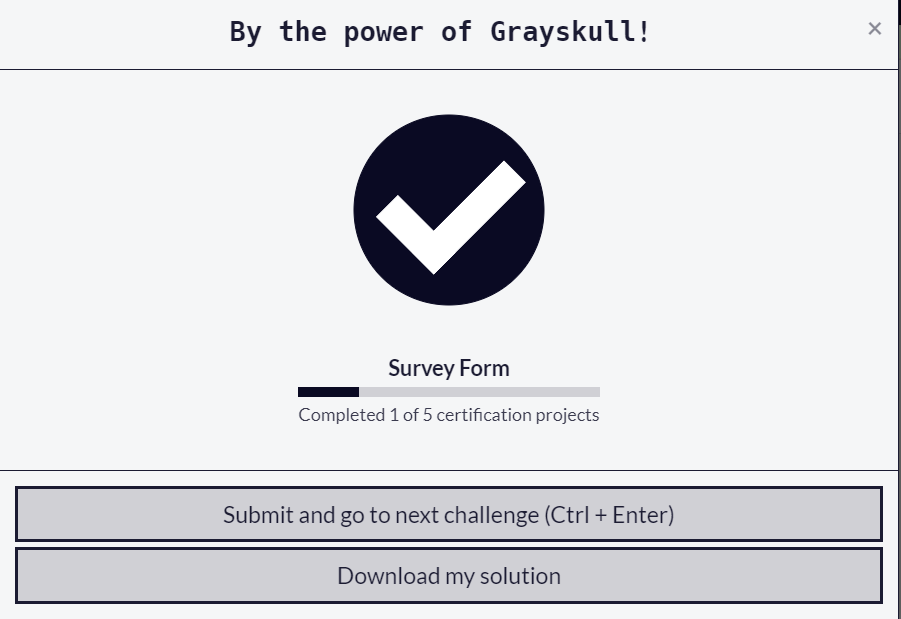 By the power of Grayskull!
×
Survey Form
Completed 1 of 5 certification projects
Submit and go to next challenge (Ctrl + Enter)
Download my solution